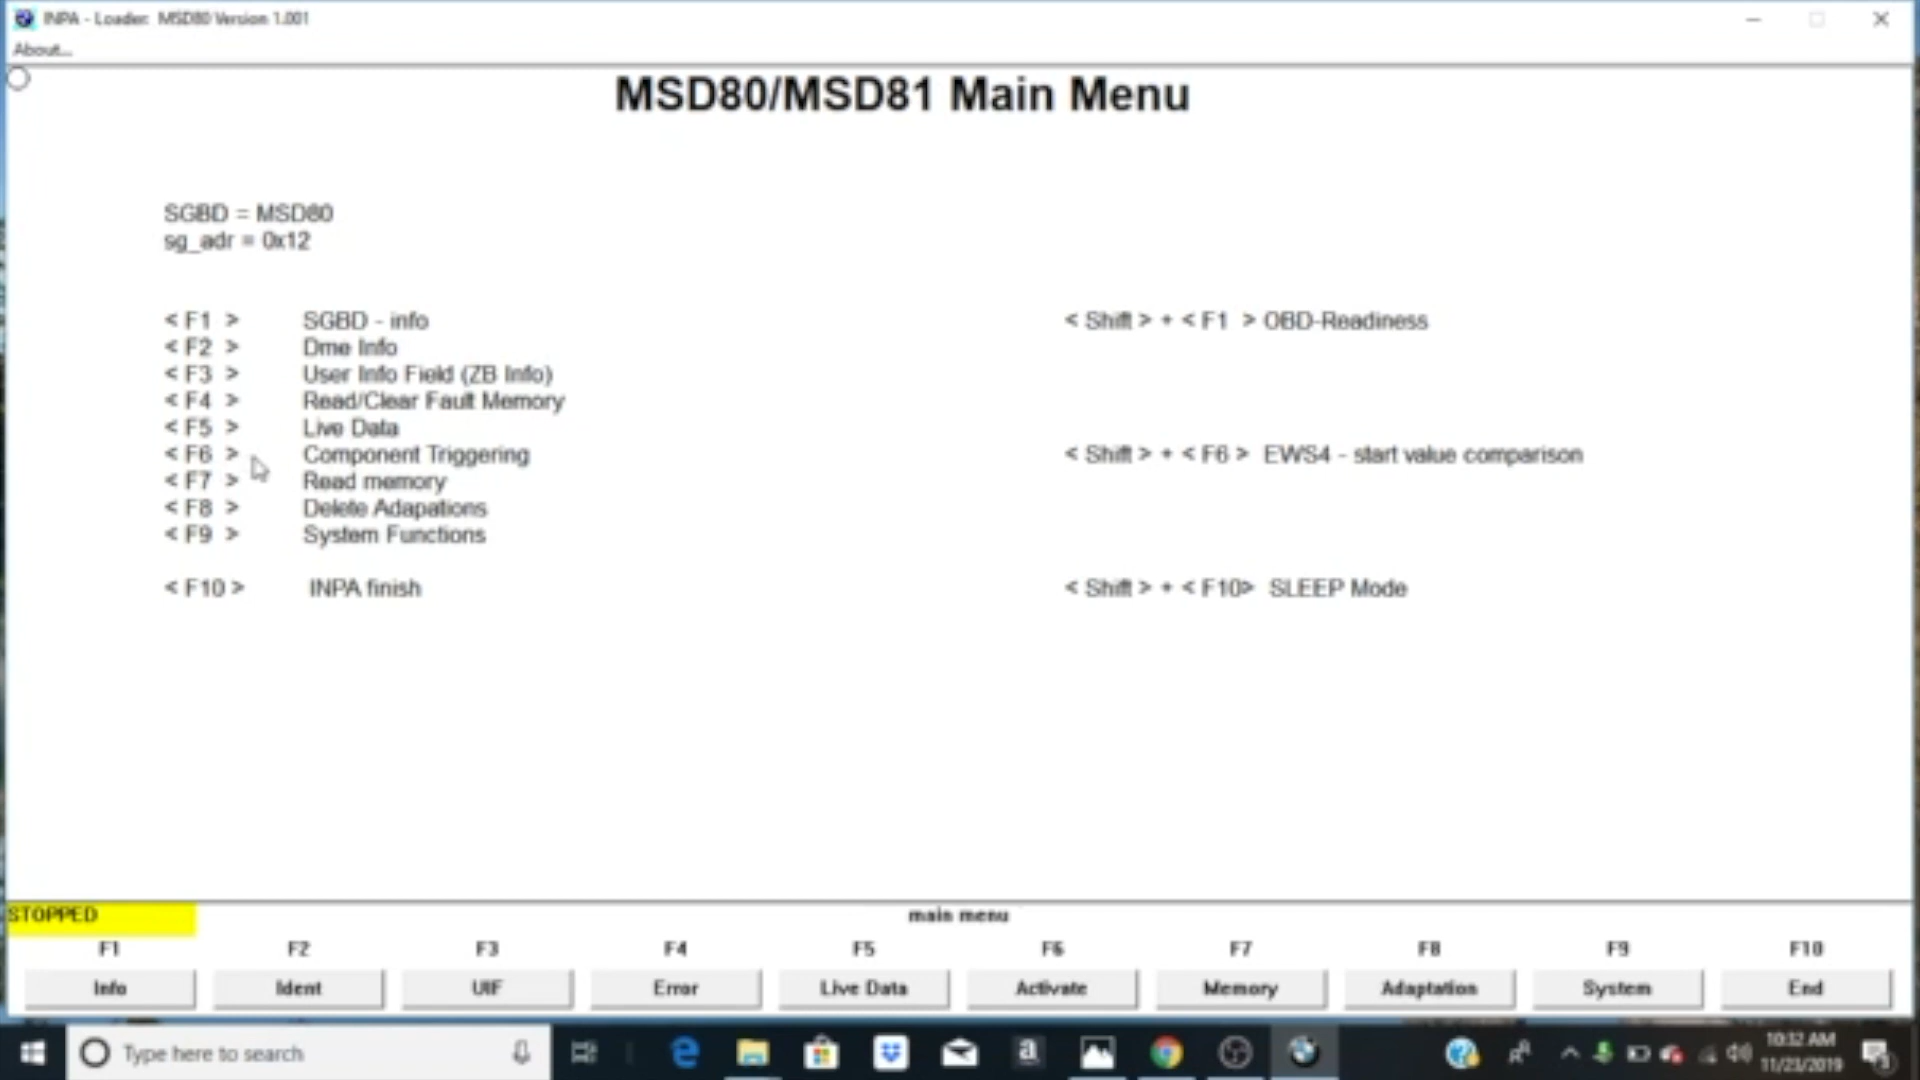 INPA - Loader: MSD80 Version 1.001
About...
MSD80/MSD81 Main Menu
SGBD = MSD80
sg_adr = 0x12
< F1 > SGBD - info < Shift > + < F1 > OBD-Readiness
< F2 > Dme Info
< F3 > User Info Field (ZB Info)
< F4 > Read/Clear Fault Memory
< F5 > Live Data
< F6 > Component Triggering < Shift > + < F6 > EWS4 - start value comparison
< F7 > Read memory
< F8 > Delete Adapations
< F9 > System Functions
< F10 > INPA finish < Shift > + < F10> SLEEP Mode
STOPPED main menu
F1 F2 F3 F4 F5 F6 F7 F8 F9 F10
Info Ident UIF Error Live Data Activate Memory Adaptation System End
Type here to search
10:32 AM
11/23/2019